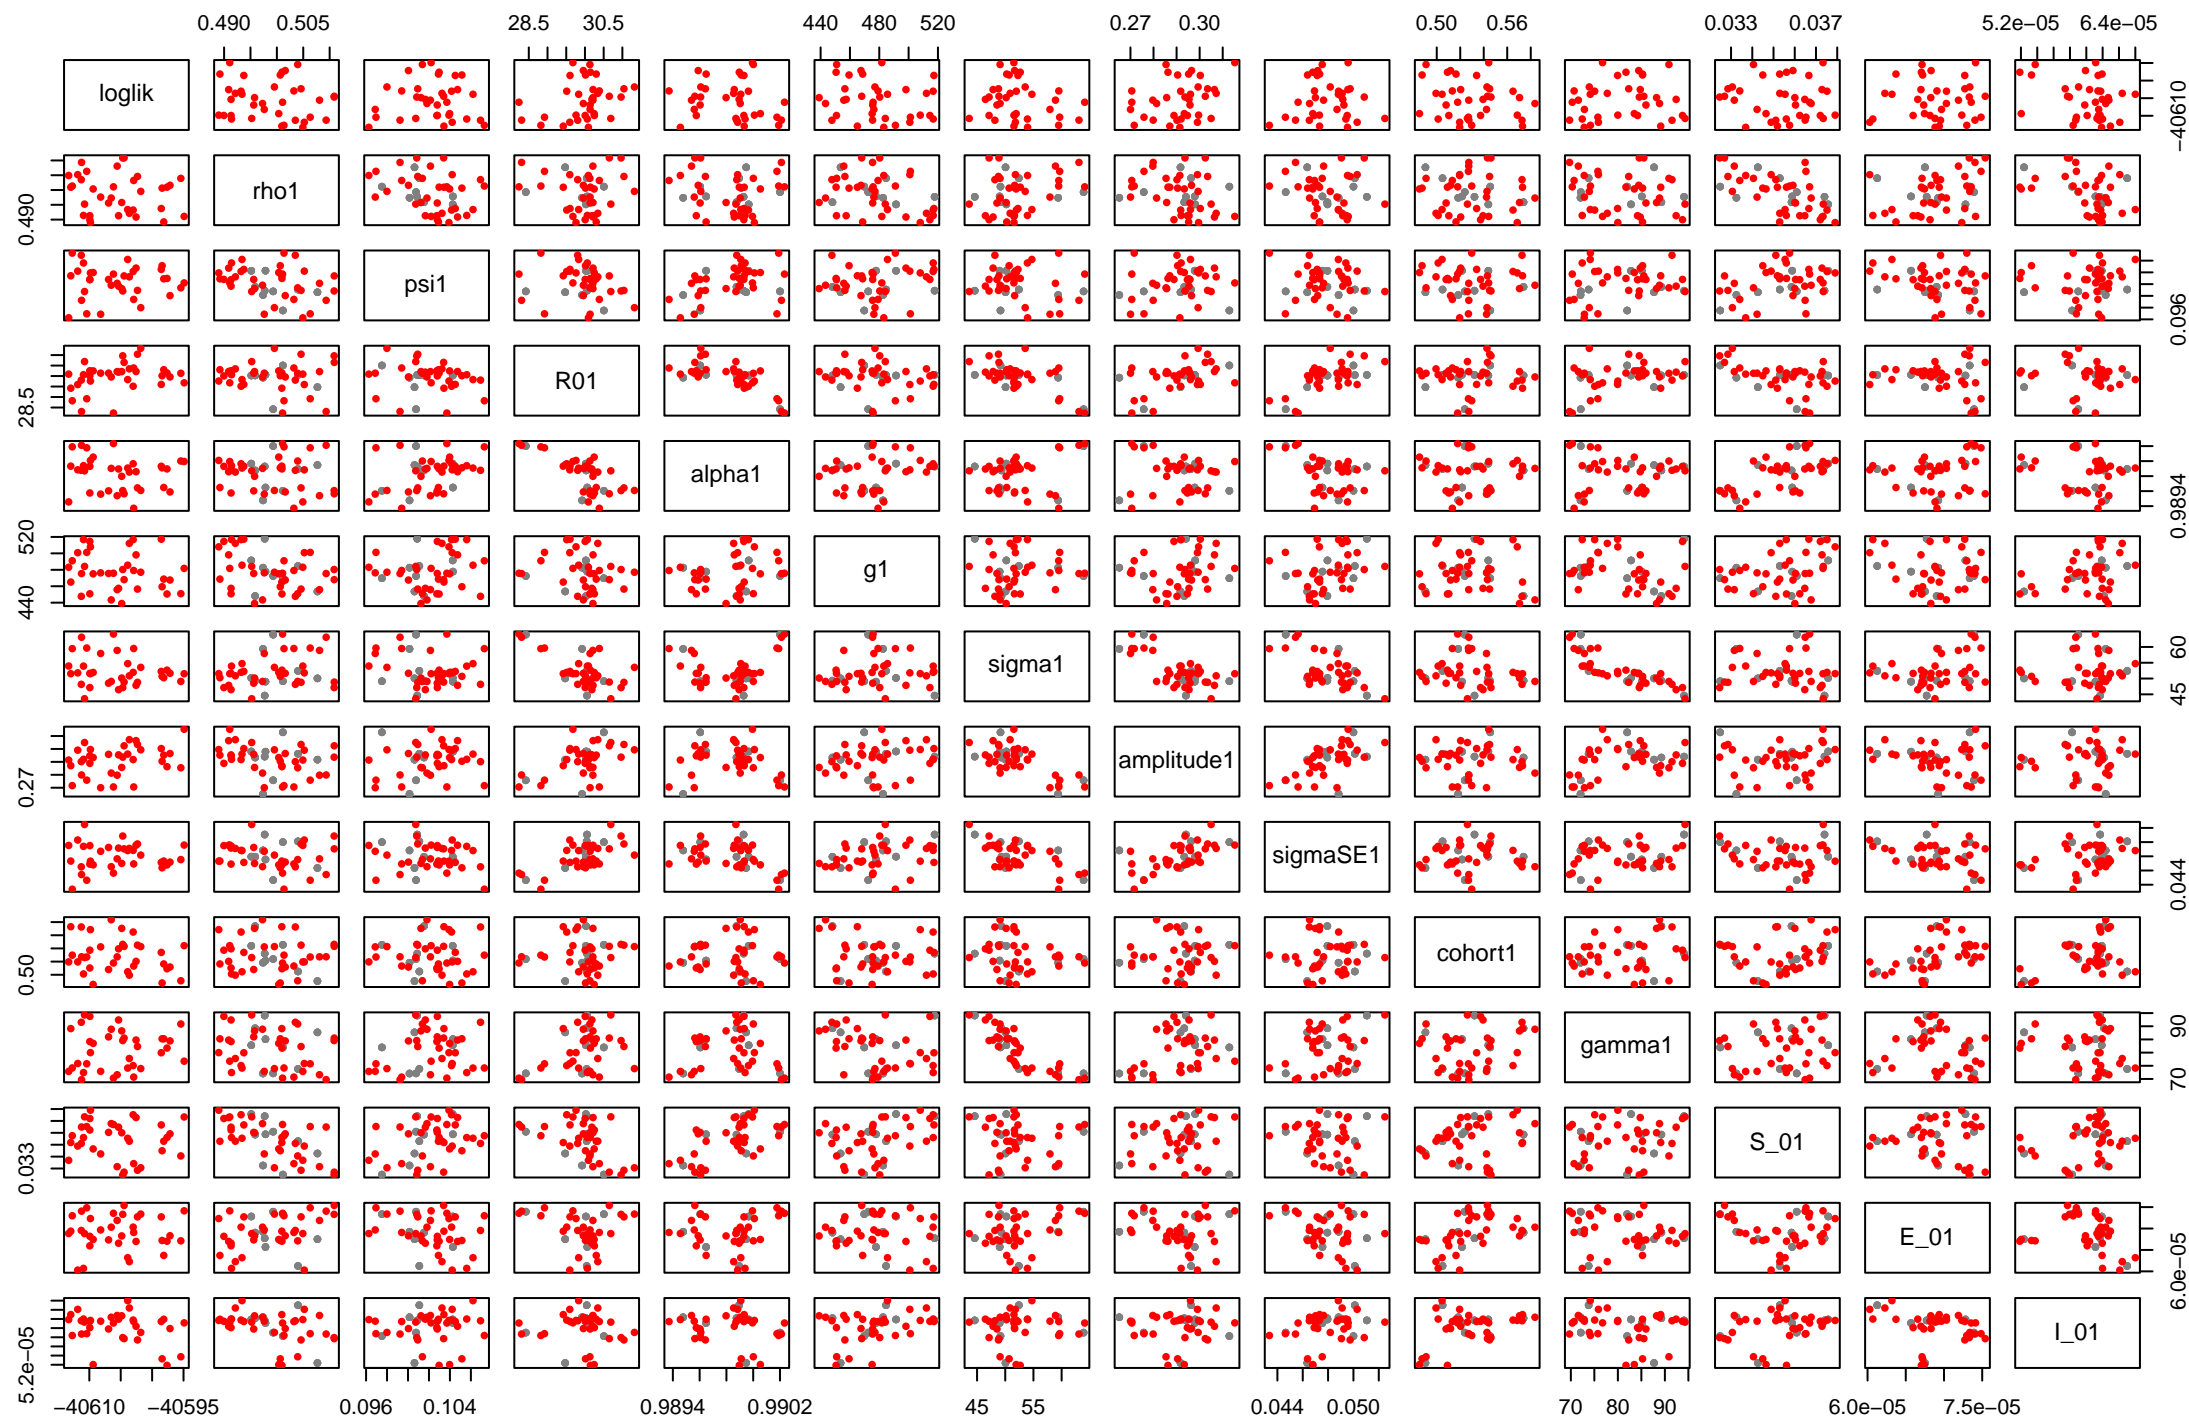 0.490 0.505 28.5 30.5 440 480 520 0.27 0.30 0.50 0.56 0.033 0.037 5.2e−05 6.4e−05
loglik
−40610
rho1
0.490
psi1
0.096
R01
28.5
alpha1
0.9894
g1
440 520
sigma1
45 60
amplitude1
0.27
sigmaSE1
0.0444
cohort1
0.50
gamma1
70 90
S_01
0.033
E_01
6.0e−05
I_01
5.2e−05
−40610 −40595 0.096 0.104 0.9894 0.9902 45 55 0.044 0.050 70 80 90 6.0e−05 7.5e−05